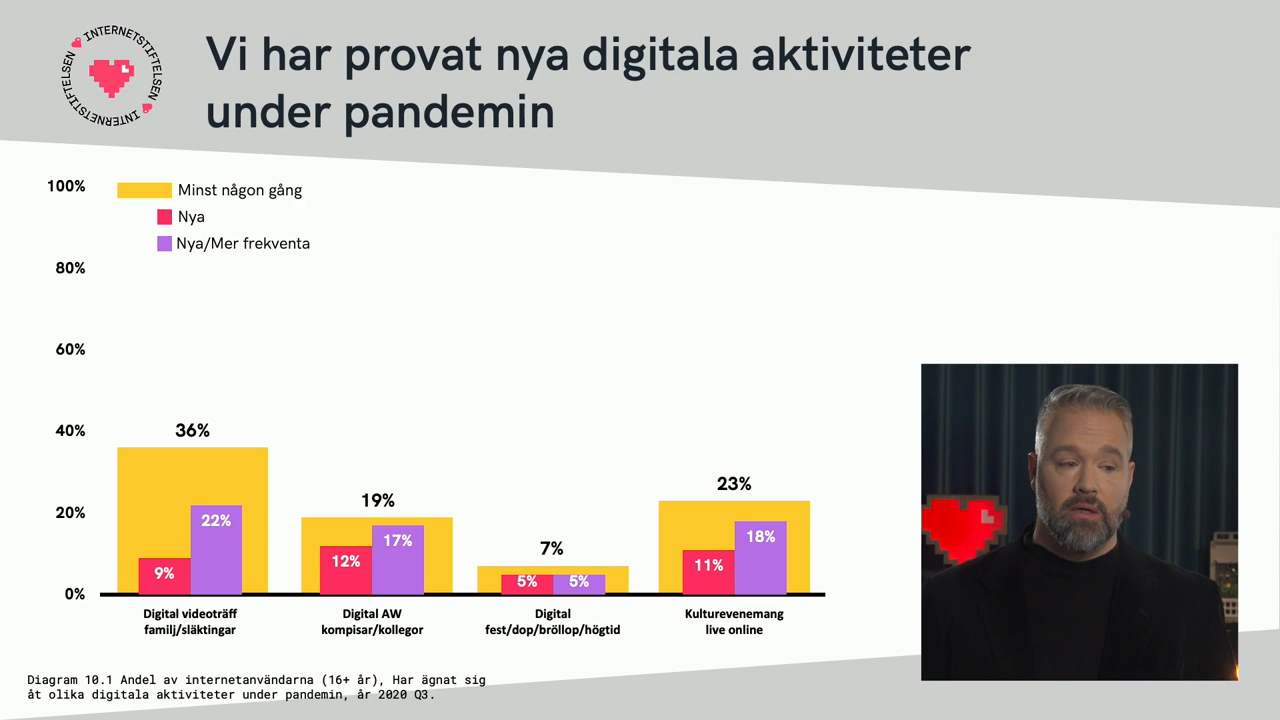 INTERNETSTIFTELSEN INTERNETSTIFTELSEN
Vi har provat nya digitala aktiviteter
under pandemin
100%
80%
60%
40%
20%
0%
Minst någon gång
Nya
Nya/Mer frekventa
36%
9%
22%
19%
12%
17%
7%
5%
5%
23%
11%
18%
Digital videoträff
familj/släktingar
Digital AW
kompisar/kollegor
Digital
fest/dop/bröllop/högtid
Kulturevenemang
live online
Diagram 10.1 Andel av internetanvändarna (16+ år), Har ägnat sig
åt olika digitala aktiviteter under pandemin, år 2020 Q3.